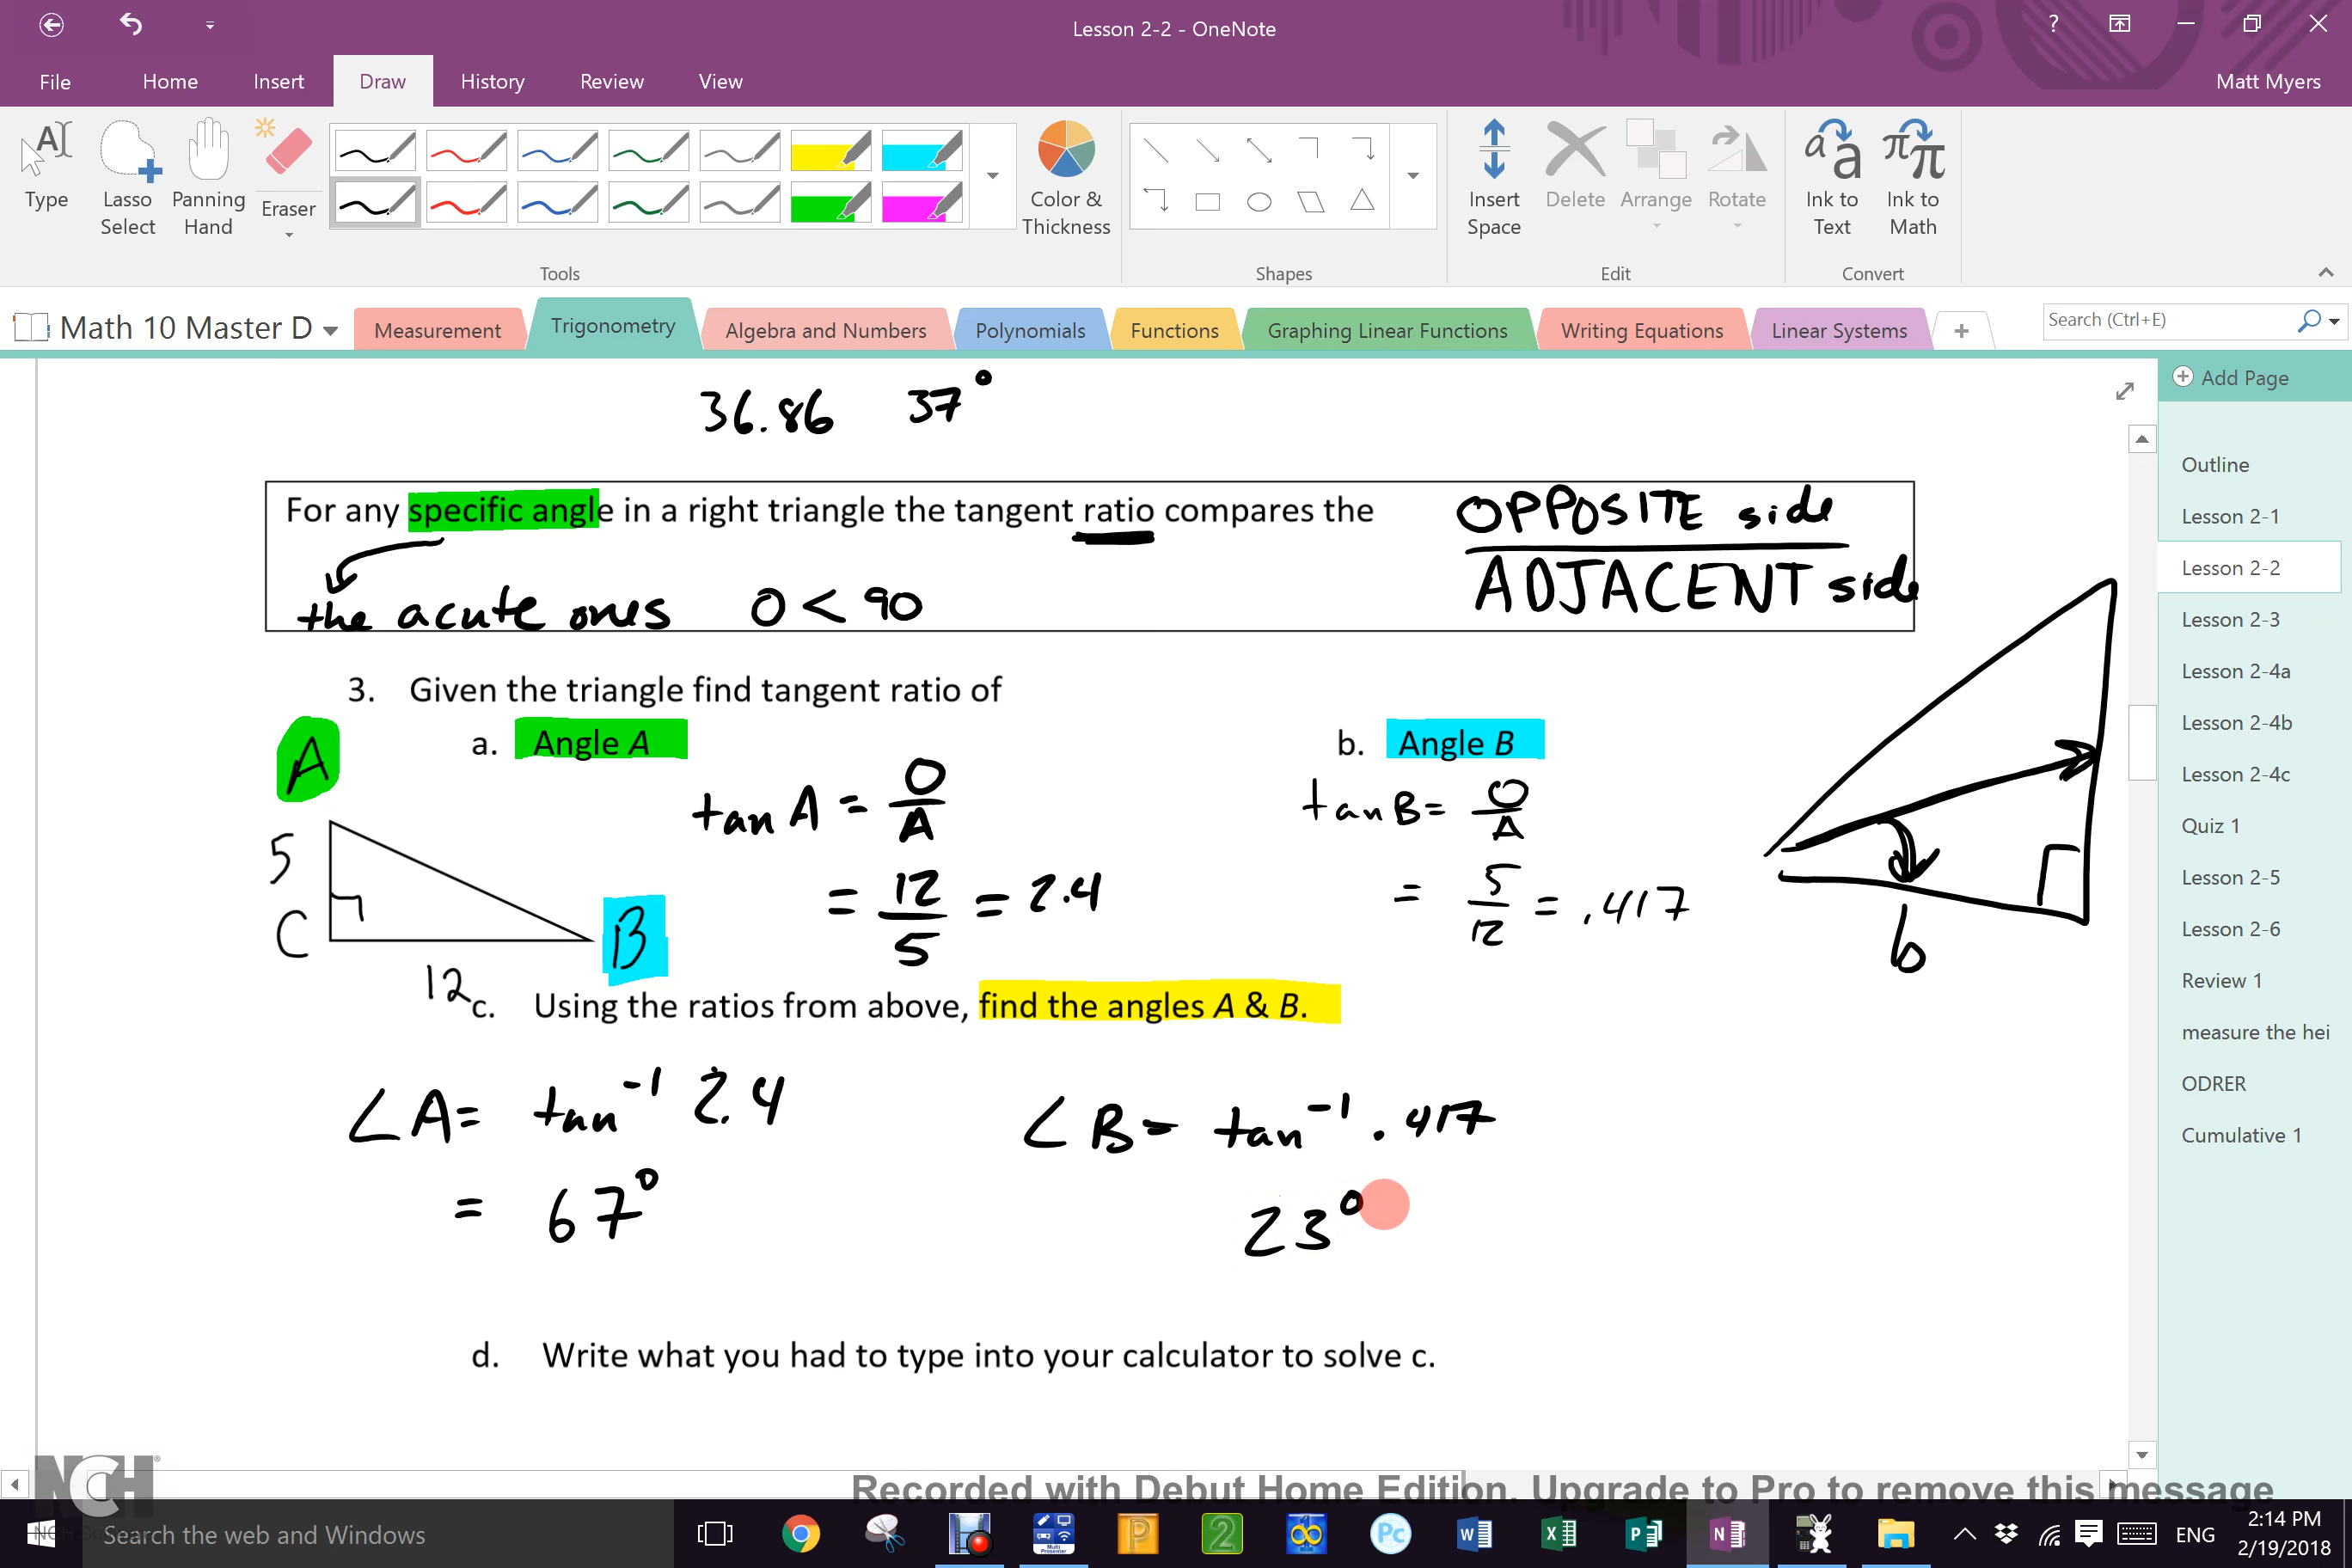 Lesson 2-2 - OneNote
?
File Home Insert Draw History Review View Matt Myers
Type
Lasso Select
Panning Hand
Eraser
Color & Thickness
Insert Space
Delete Arrange Rotate
Ink to Text
Ink to Math
Tools Shapes Edit Convert
Math 10 Master D
Measurement Trigonometry Algebra and Numbers Polynomials Functions Graphing Linear Functions Writing Equations Linear Systems
Search (Ctrl+E)
Add Page
Outline
Lesson 2-1
Lesson 2-2
Lesson 2-3
Lesson 2-4a
Lesson 2-4b
Lesson 2-4c
Quiz 1
Lesson 2-5
Lesson 2-6
Review 1
measure the hei
ODRER
Cumulative 1
36.86 37°
For any specific angle in a right triangle the tangent ratio compares the OPPOSITE side
ADJACENT side
the acute ones 0 < 90
3. Given the triangle find tangent ratio of
a. Angle A
b. Angle B
A
5
C
B
12
tan A = O/A
= 12/5 = 2.4
tan B = O/A
= 5/12 = .417
b
c. Using the ratios from above, find the angles A & B.
∠A = tan⁻¹ 2.4
= 67°
∠B = tan⁻¹ .417
23°
d. Write what you had to type into your calculator to solve c.
NCH
Recorded with Debut Home Edition. Upgrade to Pro to remove this message
Search the web and Windows
ENG
2:14 PM
2/19/2018